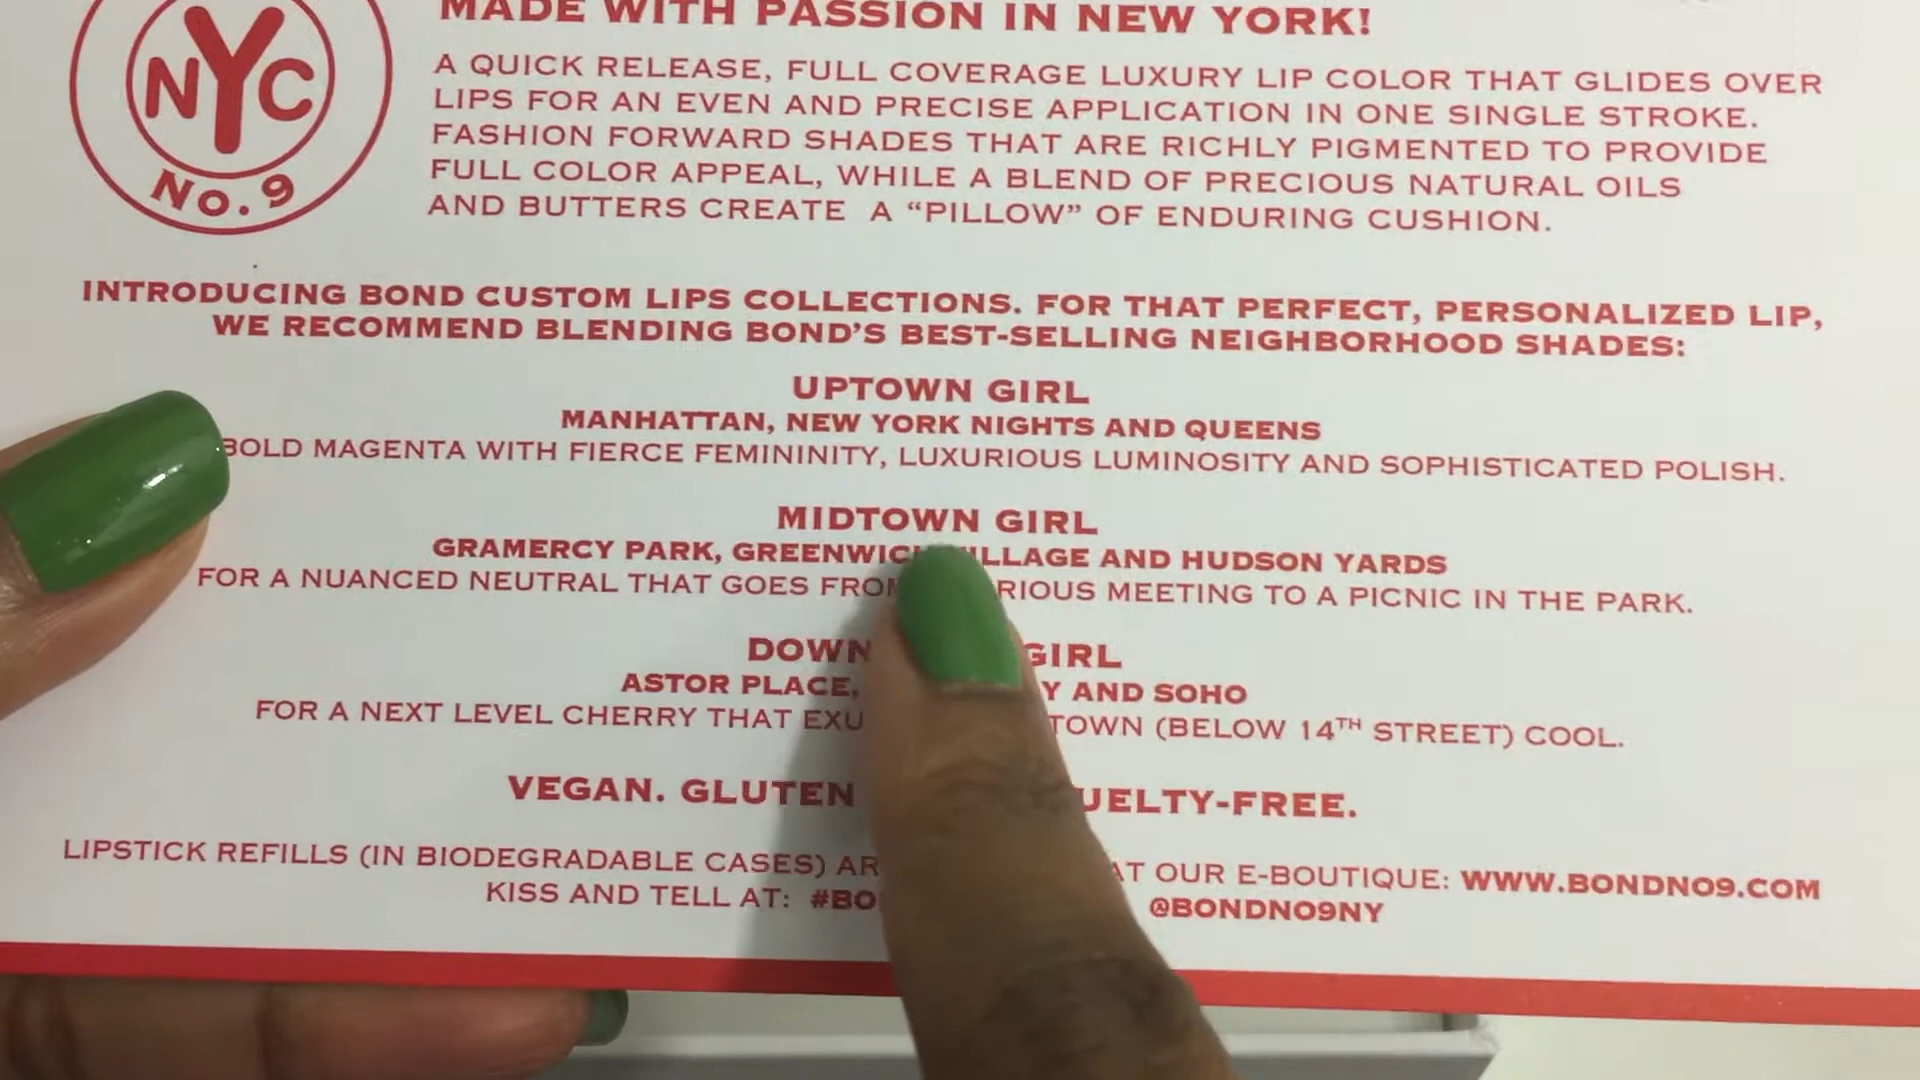 NYC
No. 9
MADE WITH PASSION IN NEW YORK!
A QUICK RELEASE, FULL COVERAGE LUXURY LIP COLOR THAT GLIDES OVER
LIPS FOR AN EVEN AND PRECISE APPLICATION IN ONE SINGLE STROKE.
FASHION FORWARD SHADES THAT ARE RICHLY PIGMENTED TO PROVIDE
FULL COLOR APPEAL, WHILE A BLEND OF PRECIOUS NATURAL OILS
AND BUTTERS CREATE A “PILLOW” OF ENDURING CUSHION.
INTRODUCING BOND CUSTOM LIPS COLLECTIONS. FOR THAT PERFECT, PERSONALIZED LIP,
WE RECOMMEND BLENDING BOND’S BEST-SELLING NEIGHBORHOOD SHADES:
UPTOWN GIRL
MANHATTAN, NEW YORK NIGHTS AND QUEENS
BOLD MAGENTA WITH FIERCE FEMININITY, LUXURIOUS LUMINOSITY AND SOPHISTICATED POLISH.
MIDTOWN GIRL
GRAMERCY PARK, GREENWICH VILLAGE AND HUDSON YARDS
FOR A NUANCED NEUTRAL THAT GOES FROM MEETING TO A PICNIC IN THE PARK.
GIRL
ASTOR PLACE, AND SOHO
FOR A NEXT LEVEL CHERRY THAT (BELOW 14TH STREET) COOL.
VEGAN. GLUTEN CRUELTY-FREE.
LIPSTICK REFILLS (IN BIODEGRADABLE CASES) AT OUR E-BOUTIQUE: WWW.BONDNO9.COM
KISS AND TELL AT: @BONDNO9NY